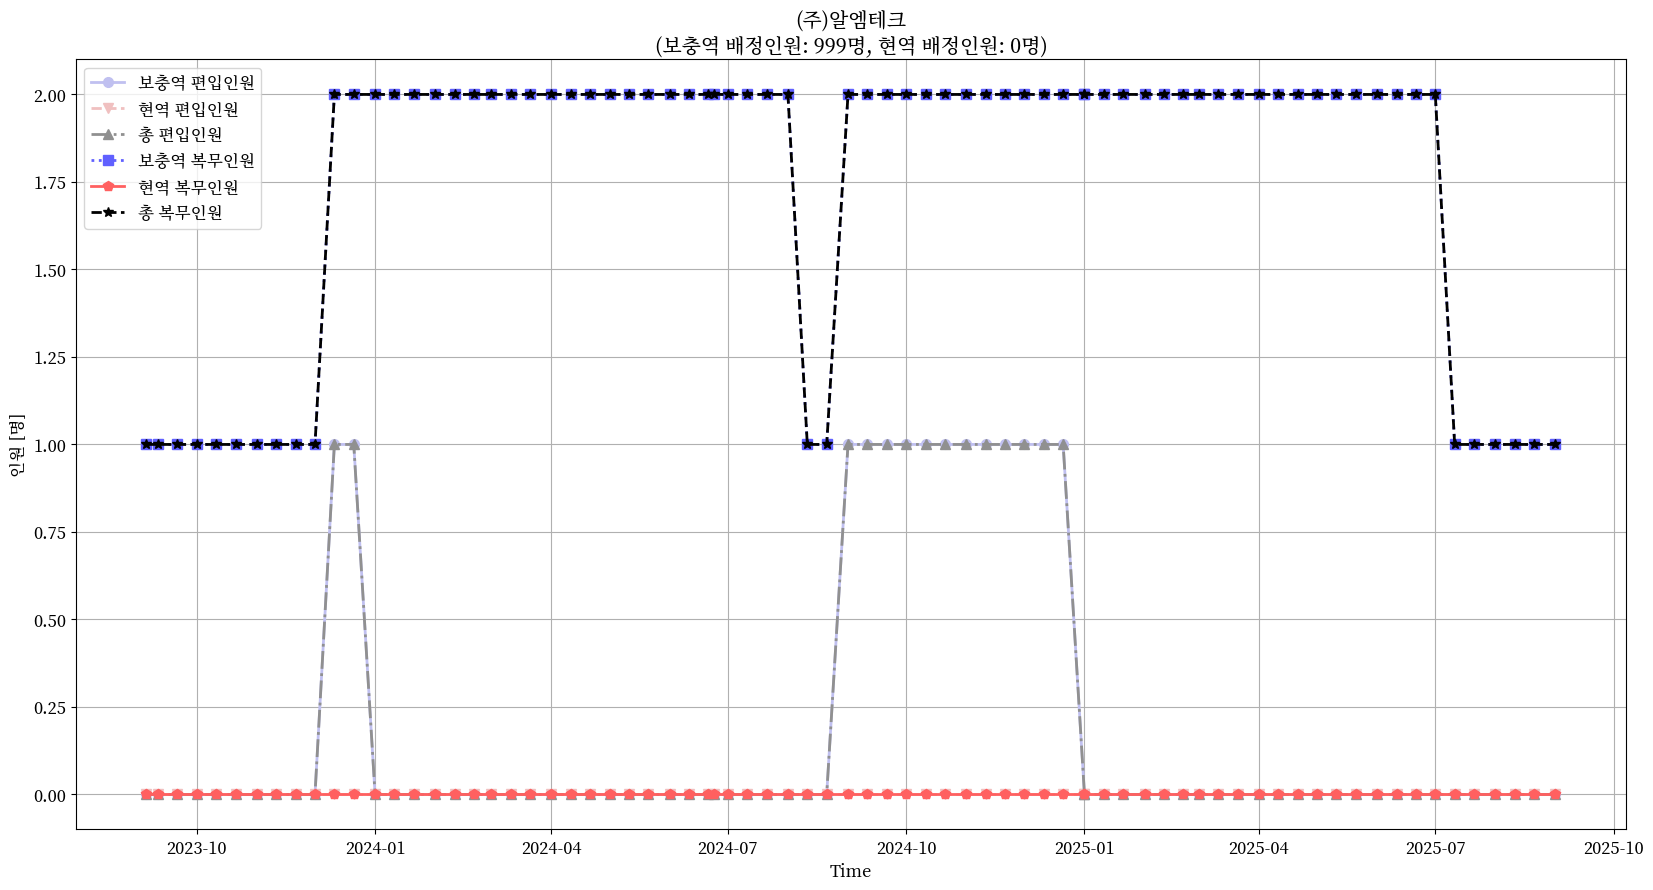 (주)알엠테크
(보충역 배정인원: 999명, 현역 배정인원: 0명)
보충역 편입인원
현역 편입인원
총 편입인원
보충역 복무인원
현역 복무인원
총 복무인원
2.00
1.75
1.50
1.25
1.00
0.75
0.50
0.25
0.00
인원 [명]
2023-10
2024-01
2024-04
2024-07
2024-10
2025-01
2025-04
2025-07
2025-10
Time